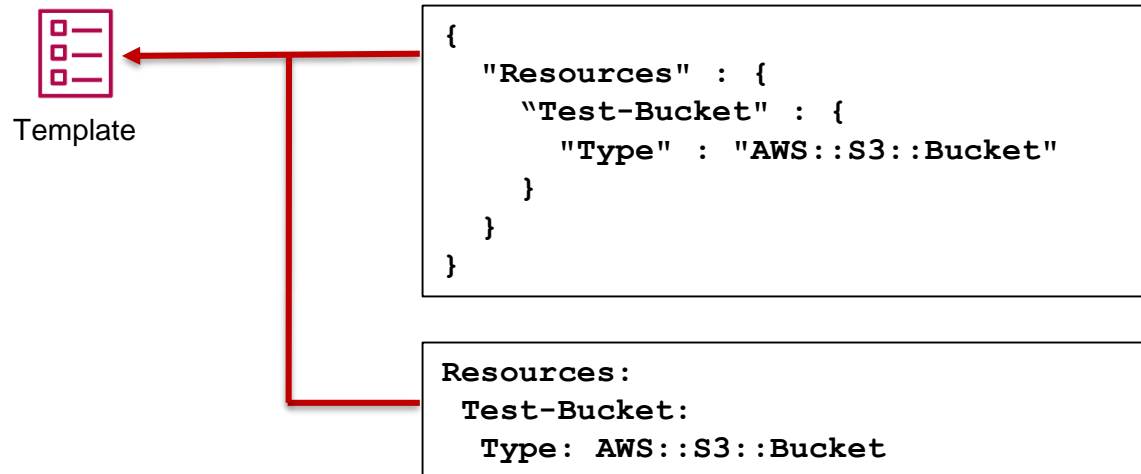 Template
{
"Resources" : {
“Test-Bucket" : {
"Type" : "AWS::S3::Bucket"
}
}
}
Resources:
Test-Bucket:
Type: AWS::S3::Bucket